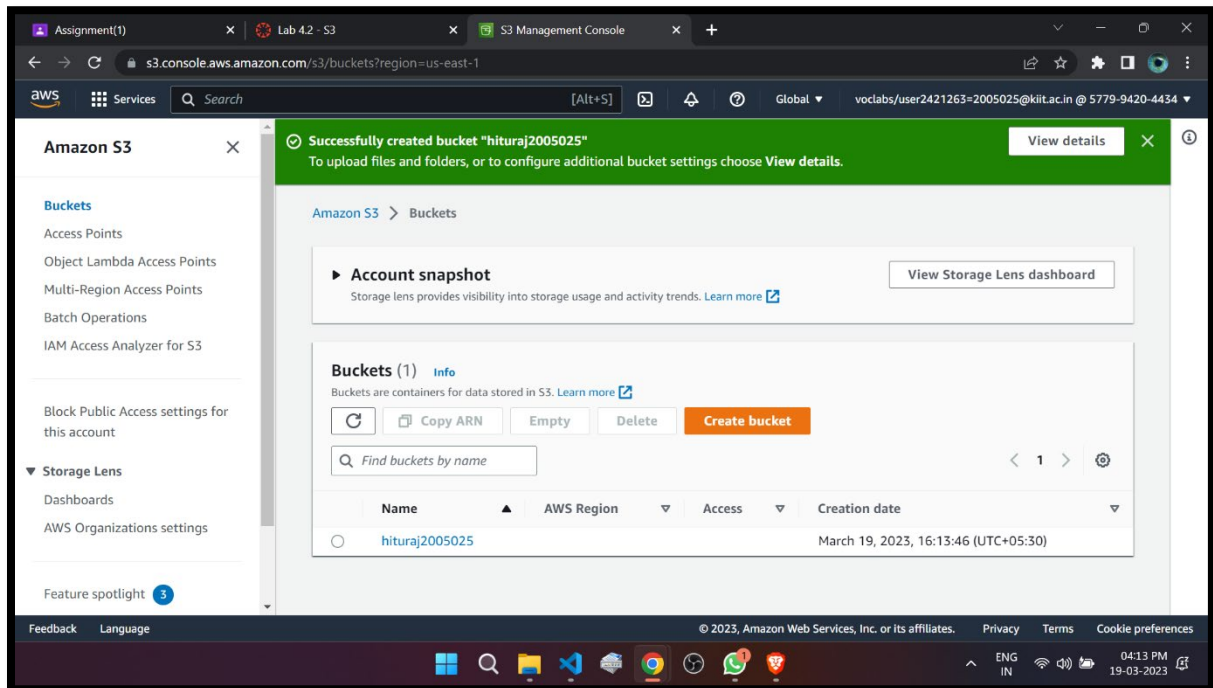 Assignment(1)
Lab 4.2 - S3
S3 Management Console
s3.console.aws.amazon.com/s3/buckets?region=us-east-1
aws
Services
Search
[Alt+S]
Global
voclabs/user2421263=2005025@kiit.ac.in @ 5779-9420-4434
Amazon S3
Buckets
Access Points
Object Lambda Access Points
Multi-Region Access Points
Batch Operations
IAM Access Analyzer for S3
Block Public Access settings for
this account
Storage Lens
Dashboards
AWS Organizations settings
Feature spotlight 3
Successfully created bucket "hituraj2005025"
To upload files and folders, or to configure additional bucket settings choose View details.
View details
Amazon S3 > Buckets
Account snapshot
Storage lens provides visibility into storage usage and activity trends. Learn more
View Storage Lens dashboard
Buckets (1) Info
Buckets are containers for data stored in S3. Learn more
Copy ARN
Empty
Delete
Create bucket
Find buckets by name
1
Name AWS Region Access Creation date
hituraj2005025 March 19, 2023, 16:13:46 (UTC+05:30)
Feedback Language
© 2023, Amazon Web Services, Inc. or its affiliates. Privacy Terms Cookie preferences
ENG
IN
04:13 PM
19-03-2023